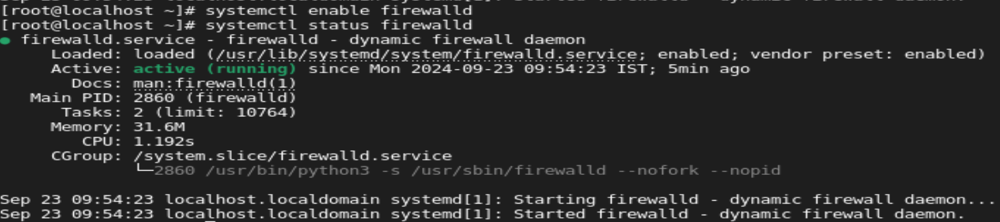 [root@localhost ~]# systemctl enable firewalld
[root@localhost ~]# systemctl status firewalld
● firewalld.service - firewalld - dynamic firewall daemon
Loaded: loaded (/usr/lib/systemd/system/firewalld.service; enabled; vendor preset: enabled)
Active: active (running) since Mon 2024-09-23 09:54:23 IST; 5min ago
Docs: man:firewalld(1)
Main PID: 2860 (firewalld)
Tasks: 2 (limit: 10764)
Memory: 31.6M
CPU: 1.192s
CGroup: /system.slice/firewalld.service
└─2860 /usr/bin/python3 -s /usr/sbin/firewalld --nofork --nopid
Sep 23 09:54:23 localhost.localdomain systemd[1]: Starting firewalld - dynamic firewall daemon...
Sep 23 09:54:23 localhost.localdomain systemd[1]: Started firewalld - dynamic firewall daemon.